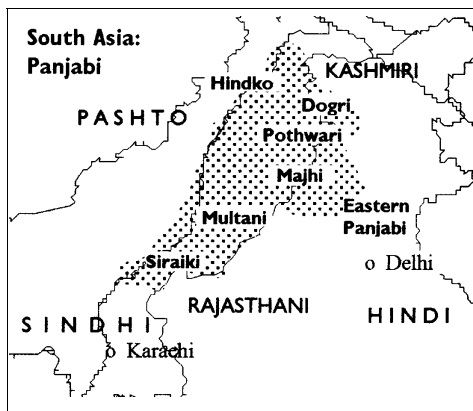 South Asia:
Panjabi
KASHMIRI
Hindko
Dogri
PASHTO
Pothwari
Majhi
Multani
Eastern
Panjabi
Siraiki
o Delhi
RAJASTHANI
HINDI
SINDHI
o Karachi